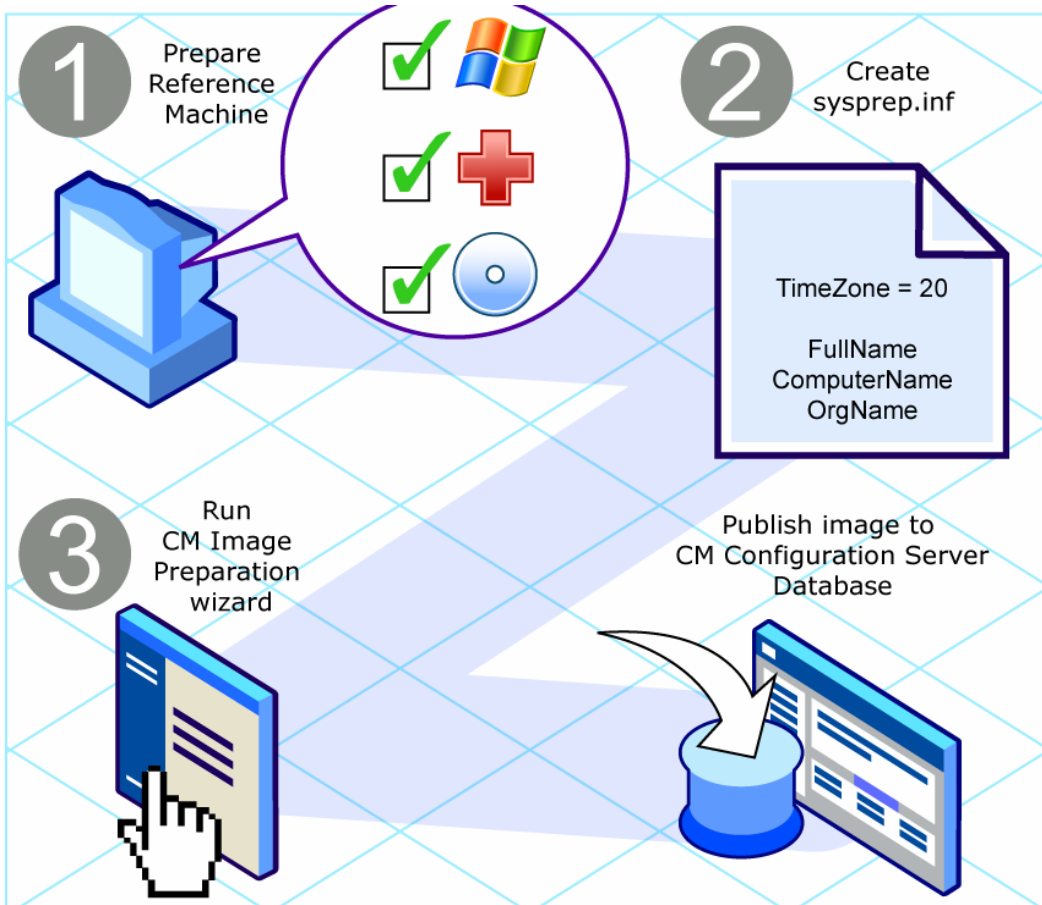 1
Prepare
Reference
Machine
2
Create
sysprep.inf
TimeZone = 20
FullName
ComputerName
OrgName
3
Run
CM Image
Preparation
wizard
Publish image to
CM Configuration Server
Database